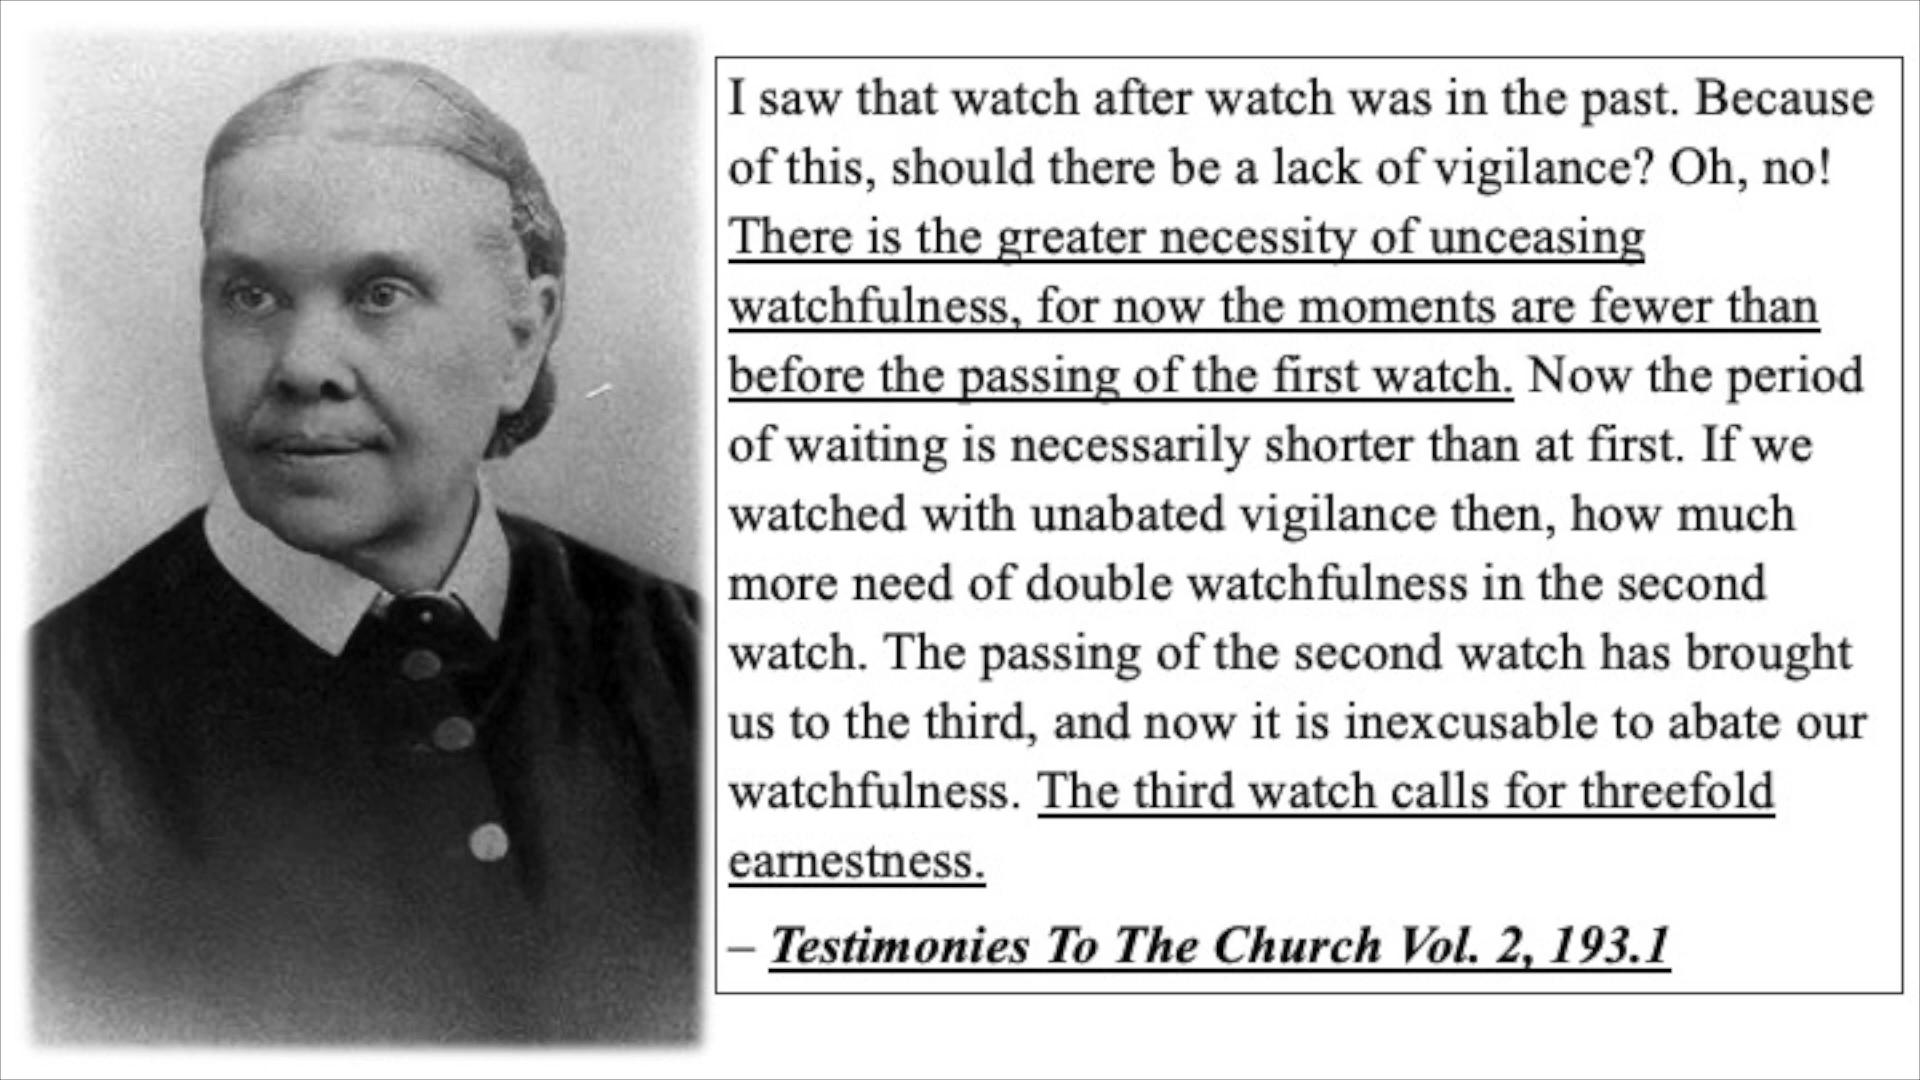 I saw that watch after watch was in the past. Because
of this, should there be a lack of vigilance? Oh, no!
There is the greater necessity of unceasing
watchfulness, for now the moments are fewer than
before the passing of the first watch. Now the period
of waiting is necessarily shorter than at first. If we
watched with unabated vigilance then, how much
more need of double watchfulness in the second
watch. The passing of the second watch has brought
us to the third, and now it is inexcusable to abate our
watchfulness. The third watch calls for threefold
earnestness.
– Testimonies To The Church Vol. 2, 193.1